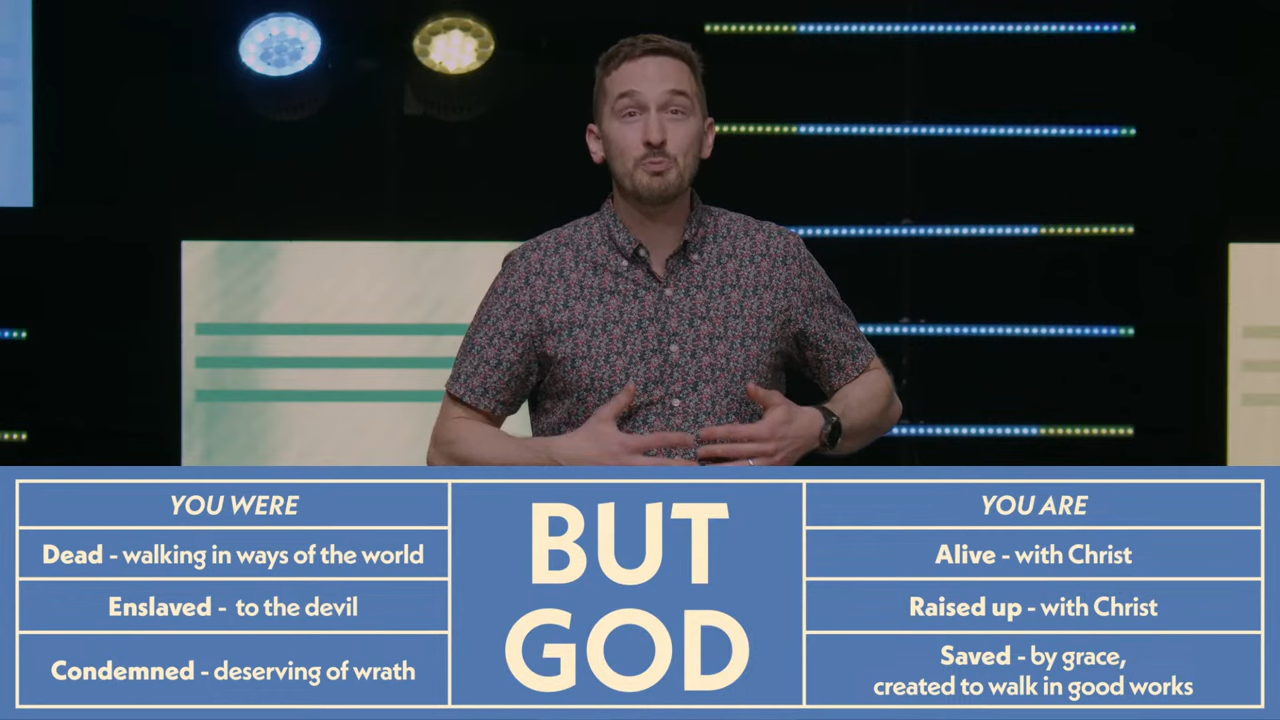 YOU WERE
Dead - walking in ways of the world
Enslaved - to the devil
Condemned - deserving of wrath
BUT
GOD
YOU ARE
Alive - with Christ
Raised up - with Christ
Saved - by grace,
created to walk in good works